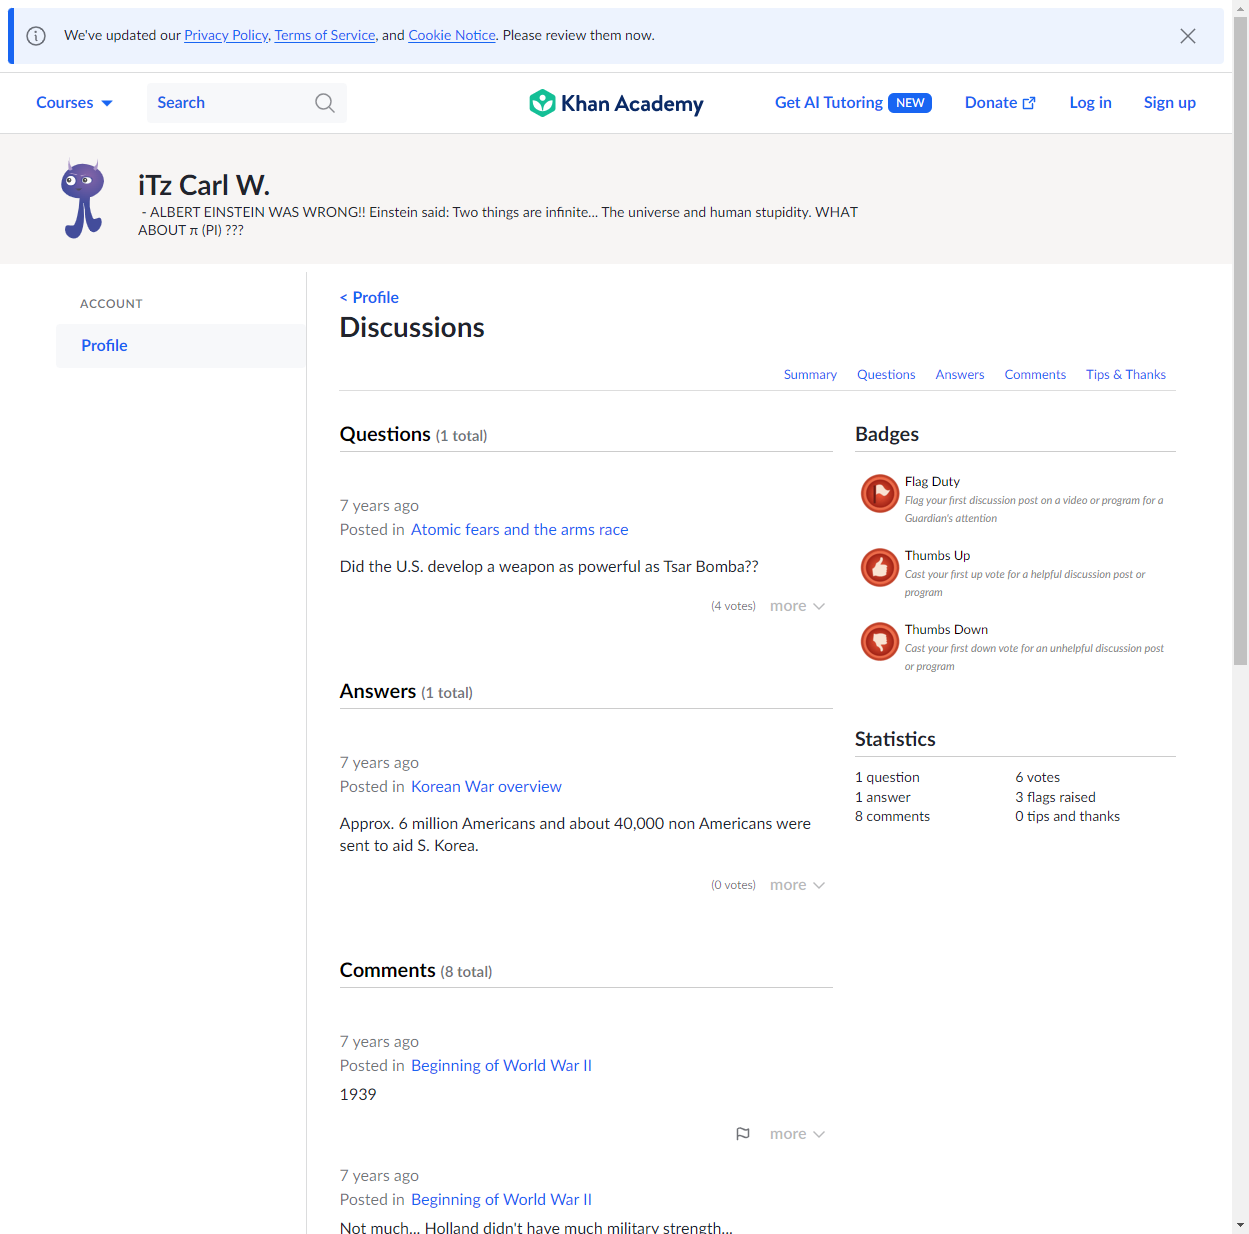 We've updated our Privacy Policy, Terms of Service, and Cookie Notice. Please review them now.
Courses
Search
Khan Academy
Get AI Tutoring NEW
Donate
Log in
Sign up
iTz Carl W.
- ALBERT EINSTEIN WAS WRONG!! Einstein said: Two things are infinite... The universe and human stupidity. WHAT
ABOUT π (PI) ???
ACCOUNT
Profile
< Profile
Discussions
Summary
Questions
Answers
Comments
Tips & Thanks
Questions (1 total)
7 years ago
Posted in Atomic fears and the arms race
Did the U.S. develop a weapon as powerful as Tsar Bomba??
(4 votes) more
Answers (1 total)
7 years ago
Posted in Korean War overview
Approx. 6 million Americans and about 40,000 non Americans were
sent to aid S. Korea.
(0 votes) more
Comments (8 total)
7 years ago
Posted in Beginning of World War II
1939
more
7 years ago
Posted in Beginning of World War II
Not much... Holland didn't have much military strength...
Badges
Flag Duty
Flag your first discussion post on a video or program for a
Guardian's attention
Thumbs Up
Cast your first up vote for a helpful discussion post or
program
Thumbs Down
Cast your first down vote for an unhelpful discussion post
or program
Statistics
1 question
6 votes
1 answer
3 flags raised
8 comments
0 tips and thanks